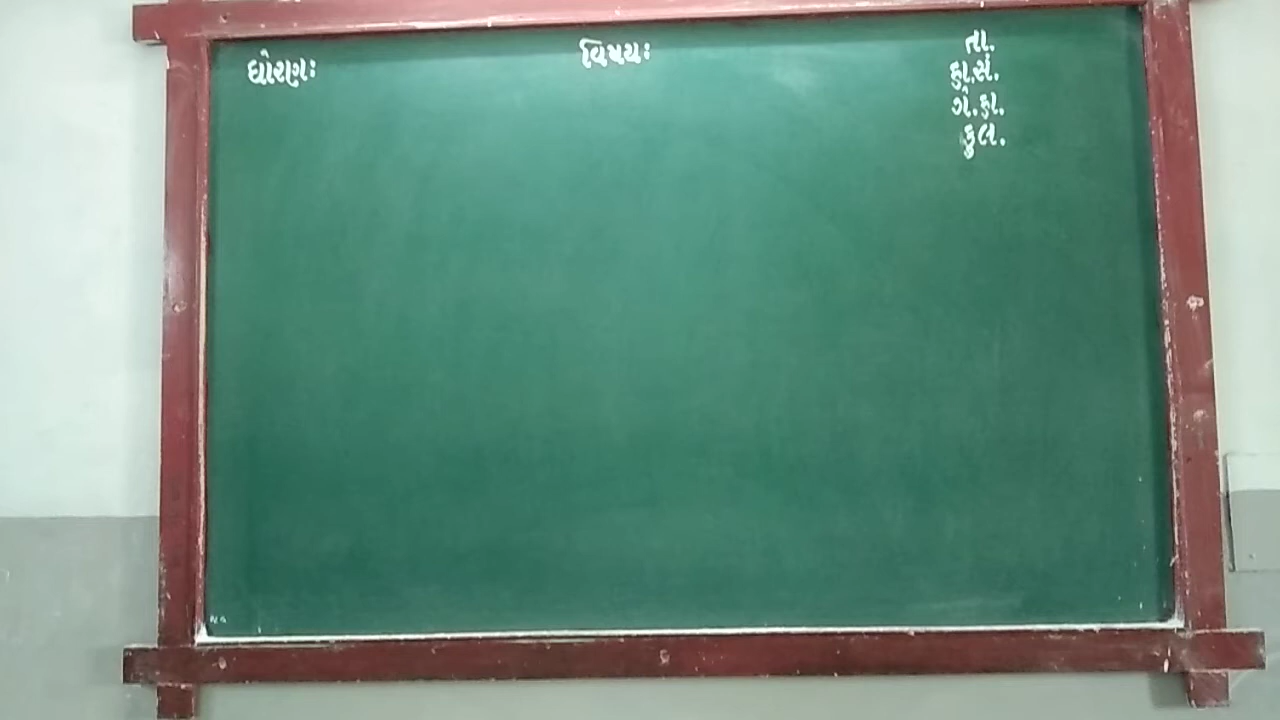 ધોરણઃ
વિષયઃ
તા.
હા.સં.
ગે.હા.
કુલ.